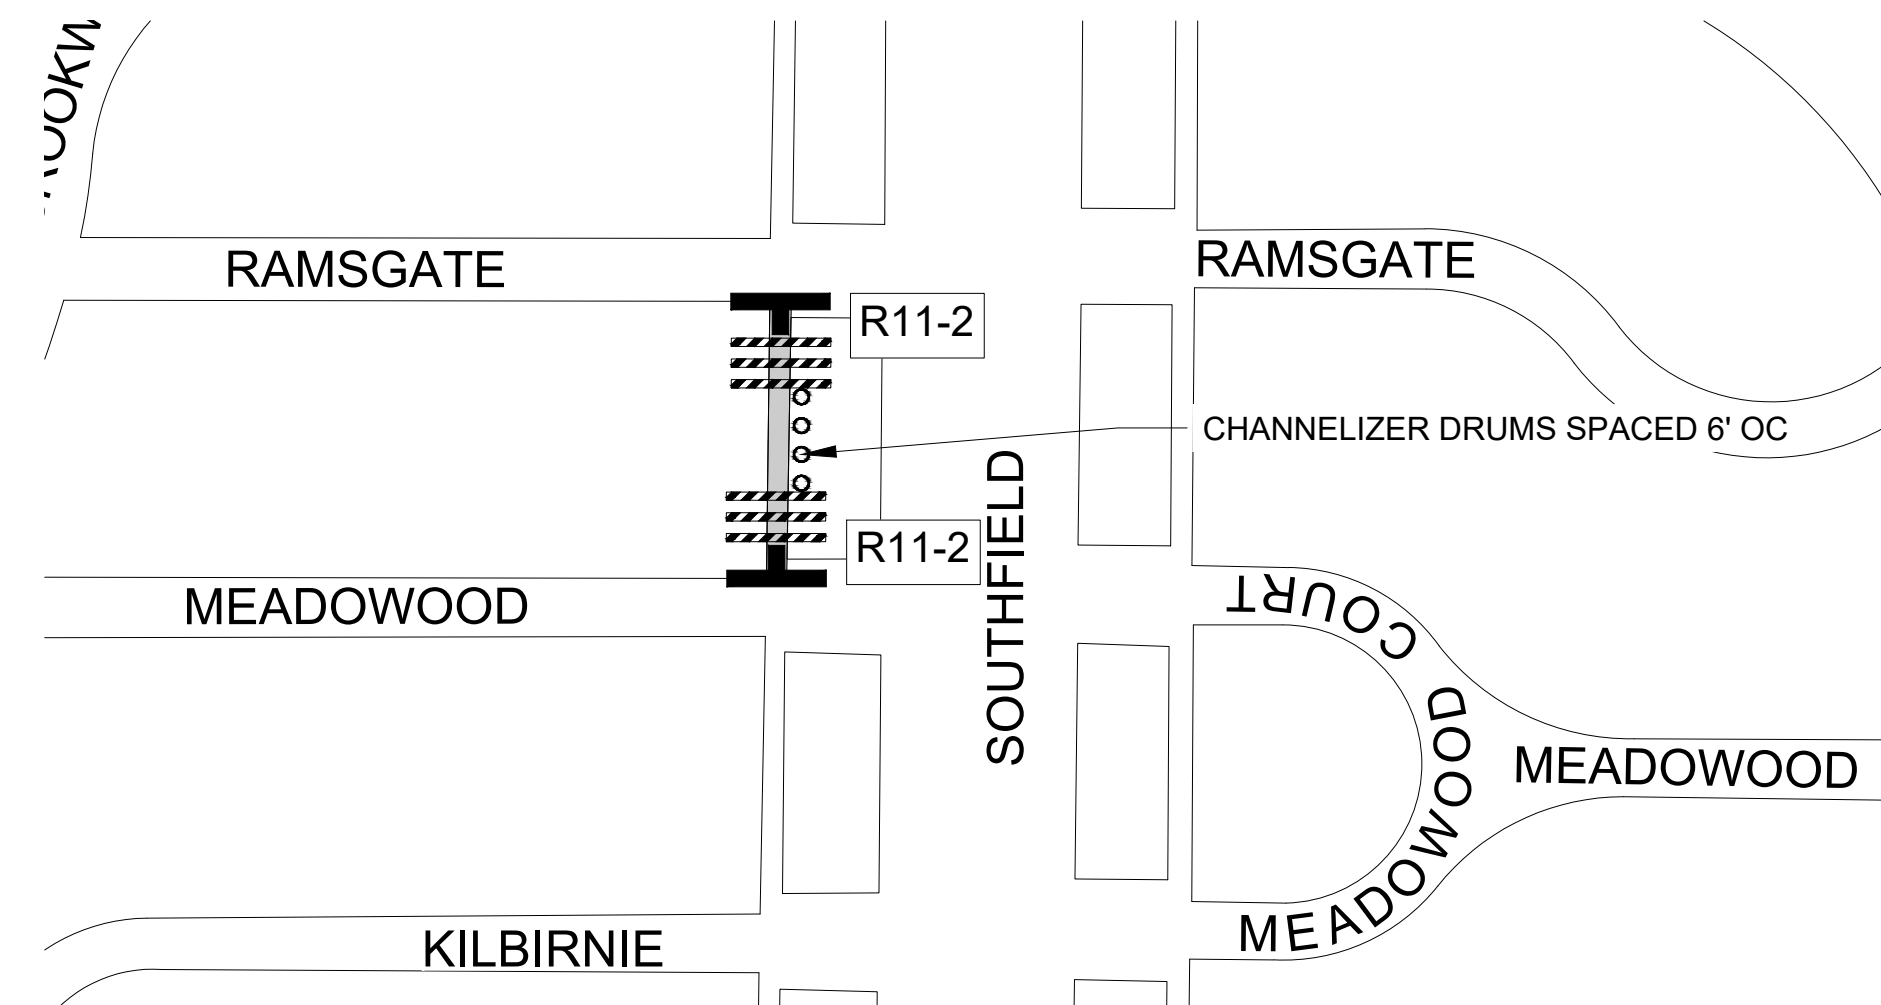 RAMSGATE
RAMSGATE
R11-2
CHANNELIZER DRUMS SPACED 6' OC
SOUTHFIELD
R11-2
MEADOWOOD
MEADOWOOD COURT
MEADOWOOD
KILBIRNIE